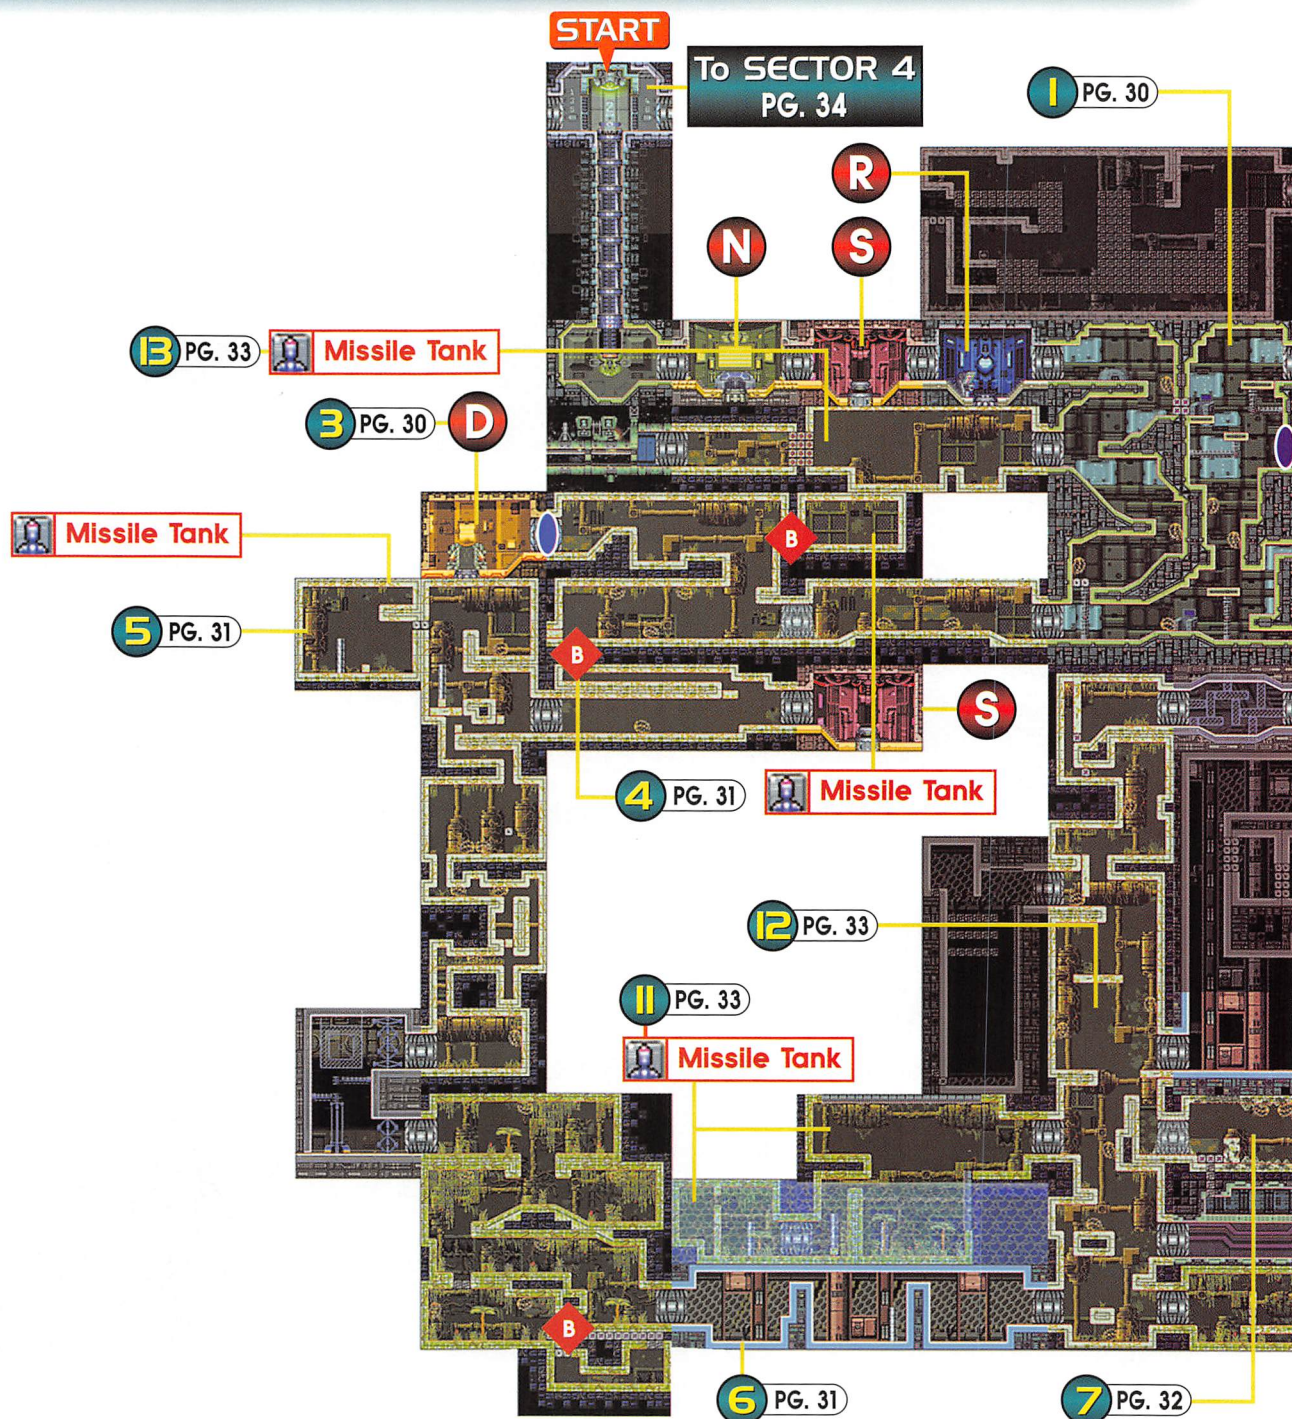 START
To SECTOR 4
PG. 34
1 PG. 30
R
N
S
13 PG. 33
Missile Tank
3 PG. 30
D
Missile Tank
B
5 PG. 31
B
S
4 PG. 31
Missile Tank
12 PG. 33
11 PG. 33
Missile Tank
B
6 PG. 31
7 PG. 32